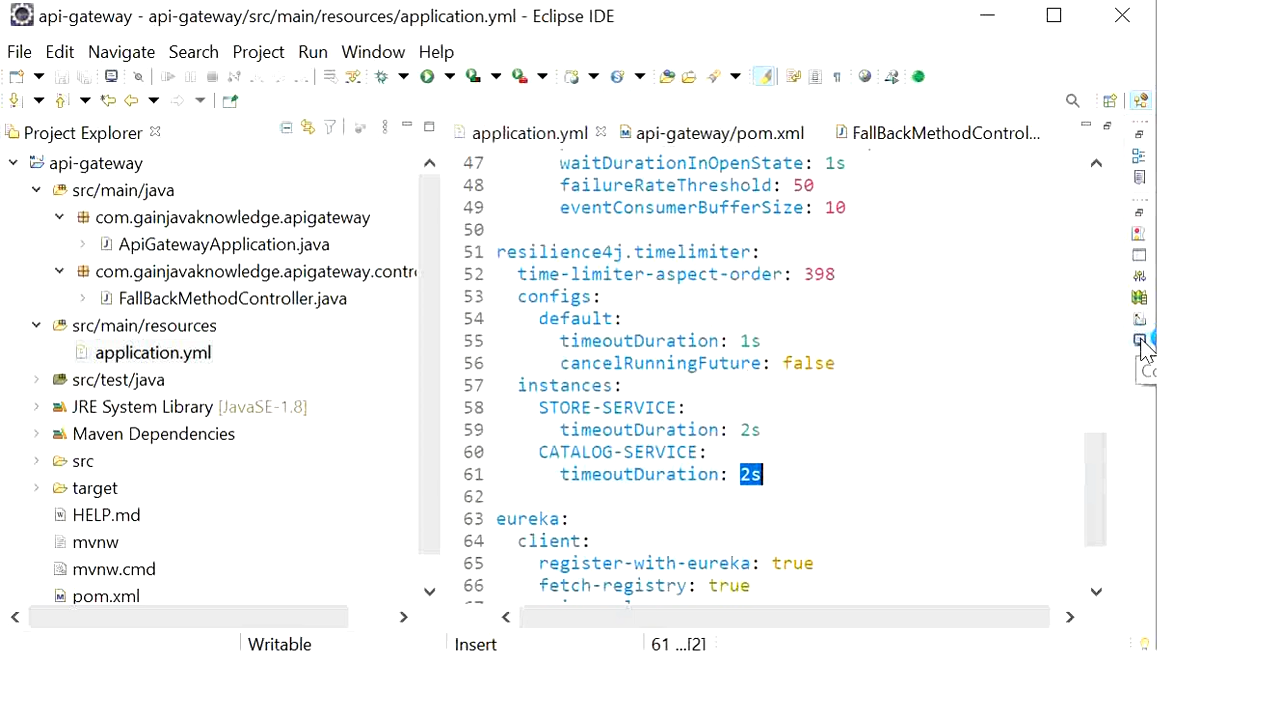 api-gateway - api-gateway/src/main/resources/application.yml - Eclipse IDE
File Edit Navigate Search Project Run Window Help
Project Explorer
api-gateway
src/main/java
com.gainjavaknowledge.apigateway
ApiGatewayApplication.java
com.gainjavaknowledge.apigateway.contr
FallBackMethodController.java
src/main/resources
application.yml
src/test/java
JRE System Library [JavaSE-1.8]
Maven Dependencies
src
target
HELP.md
mvnw
mvnw.cmd
pom.xml
application.yml api-gateway/pom.xml FallBackMethodControl...
47 waitDurationInOpenState: 1s
48 failureRateThreshold: 50
49 eventConsumerBufferSize: 10
50
51 resilience4j.timelimiter:
52 time-limiter-aspect-order: 398
53 configs:
54 default:
55 timeoutDuration: 1s
56 cancelRunningFuture: false
57 instances:
58 STORE-SERVICE:
59 timeoutDuration: 2s
60 CATALOG-SERVICE:
61 timeoutDuration: 2s
62
63 eureka:
64 client:
65 register-with-eureka: true
66 fetch-registry: true
Co
Writable Insert 61 ...[2]